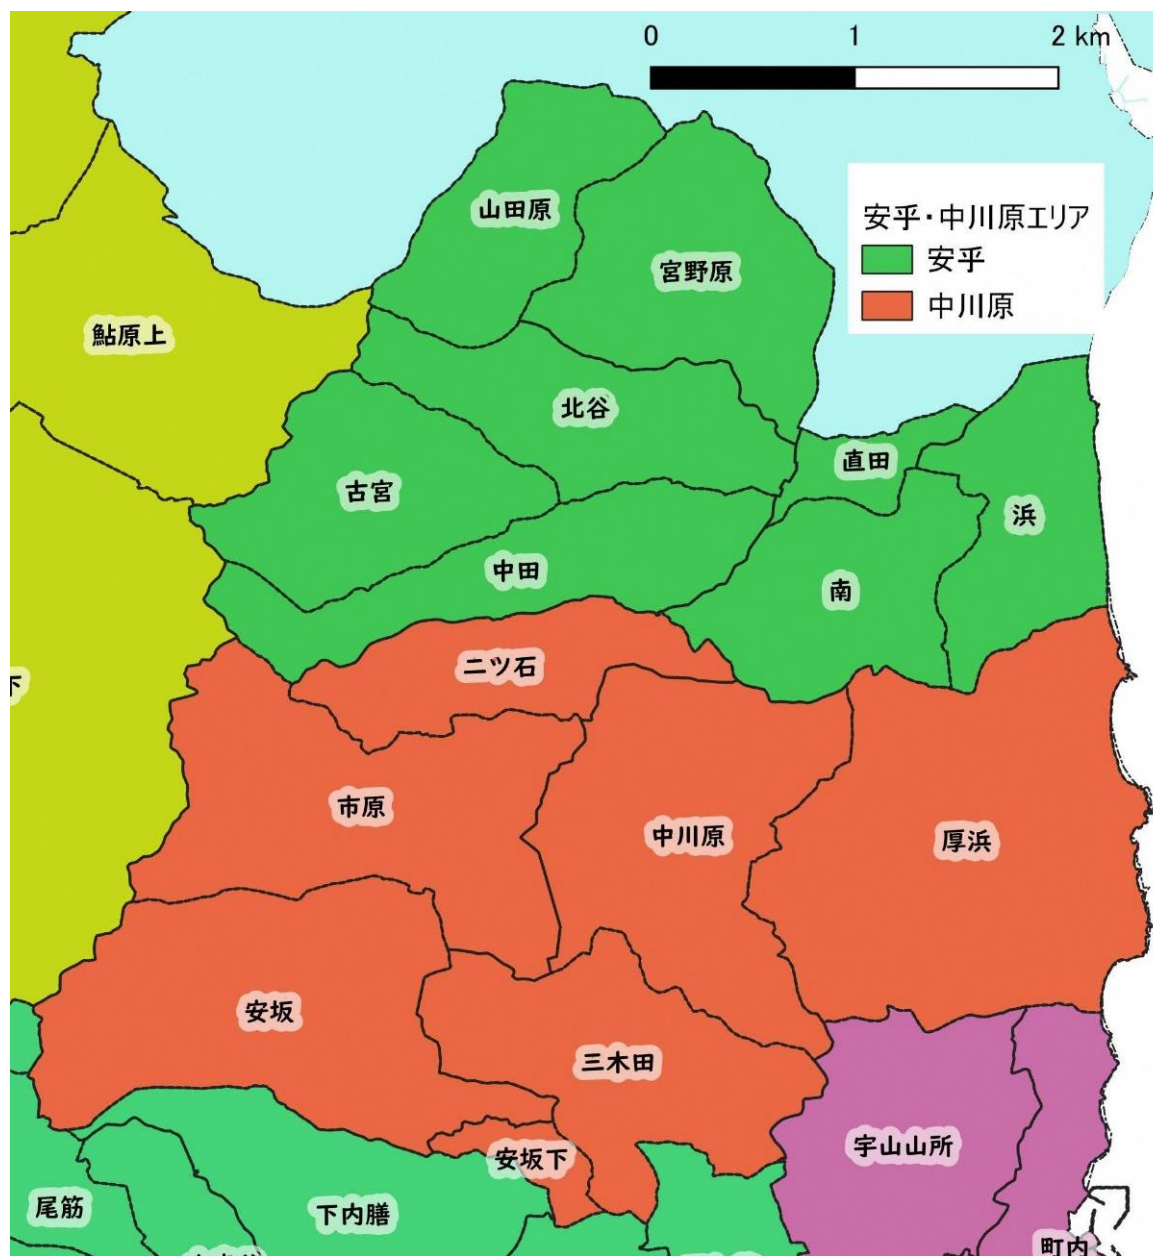 0 1 2 km
安乎・中川原エリア
安乎
中川原
山田原
宮野原
鮎原上
北谷
直田
古宮
浜
中田
南
二ツ石
下
市原
中川原
厚浜
安坂
三木田
宇山山所
安坂下
尾筋
下内膳
町内